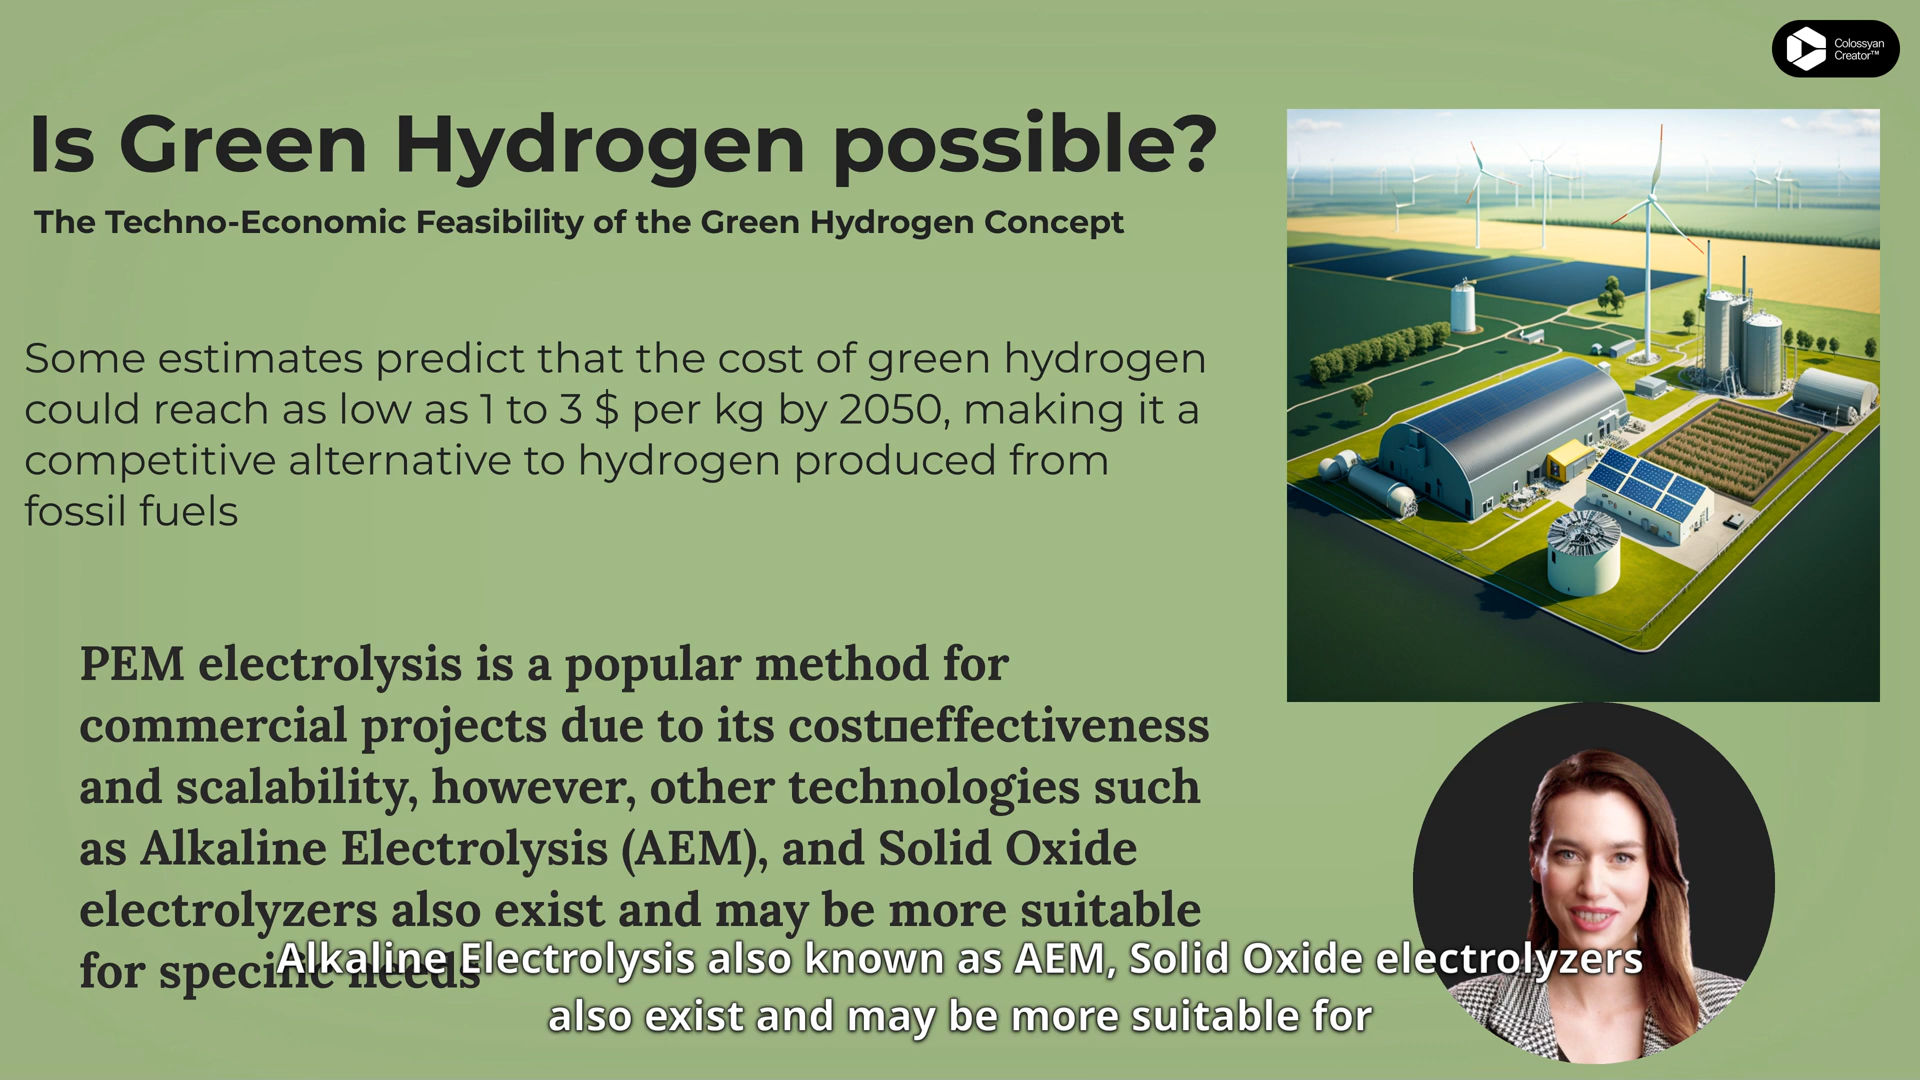 Colossyan
Creator™
Is Green Hydrogen possible?
The Techno-Economic Feasibility of the Green Hydrogen Concept
Some estimates predict that the cost of green hydrogen
could reach as low as 1 to 3 $ per kg by 2050, making it a
competitive alternative to hydrogen produced from
fossil fuels
PEM electrolysis is a popular method for
commercial projects due to its cost▯effectiveness
and scalability, however, other technologies such
as Alkaline Electrolysis (AEM), and Solid Oxide
electrolyzers also exist and may be more suitable
for specific needs
Alkaline Electrolysis also known as AEM, Solid Oxide electrolyzers
also exist and may be more suitable for